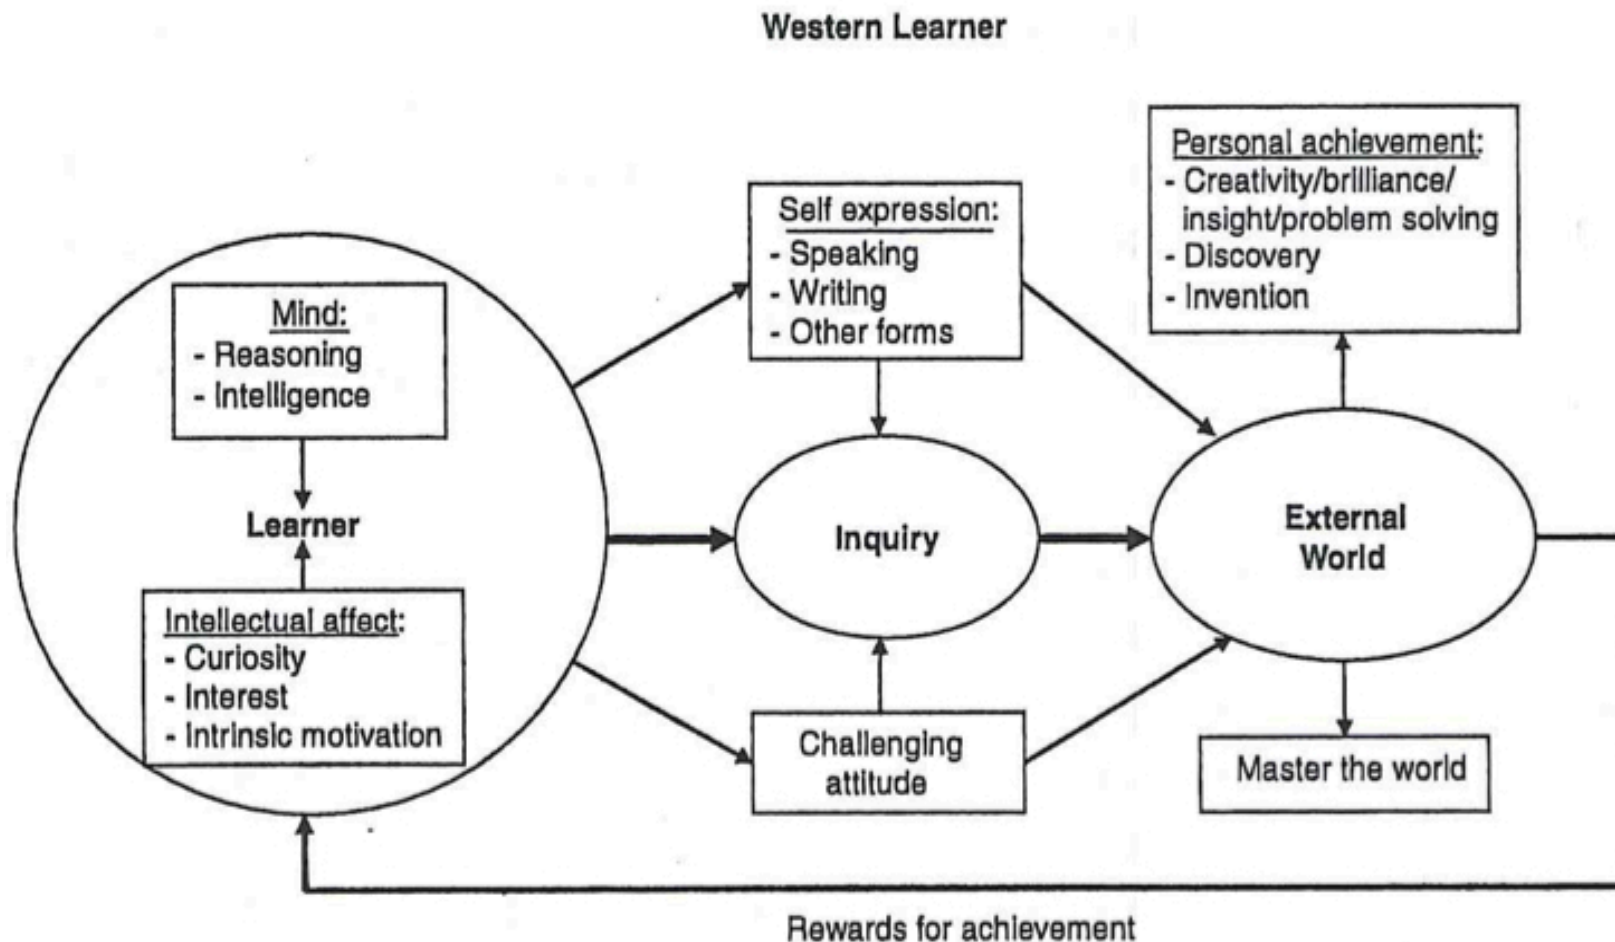 Western Learner
Mind:
- Reasoning
- Intelligence
Learner
Intellectual affect:
- Curiosity
- Interest
- Intrinsic motivation
Self expression:
- Speaking
- Writing
- Other forms
Inquiry
Challenging
attitude
Personal achievement:
- Creativity/brilliance/
insight/problem solving
- Discovery
- Invention
External
World
Master the world
Rewards for achievement